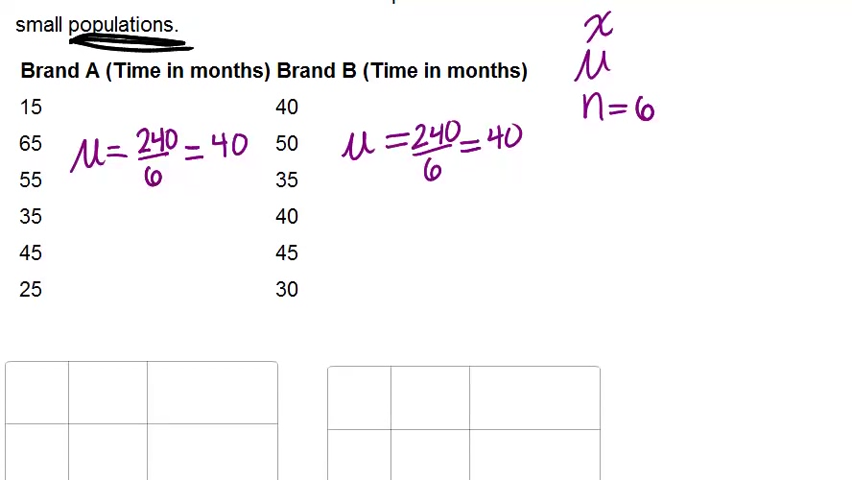 small populations.
x
μ
n = 6
Brand A (Time in months) Brand B (Time in months)
15 40
65 50
55 35
35 40
45 45
25 30
μ = 240/6 = 40
μ = 240/6 = 40